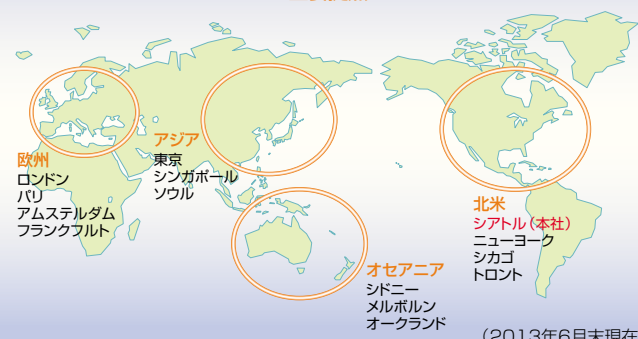 欧州
ロンドン
パリ
アムステルダム
フランクフルト
アジア
東京
シンガポール
ソウル
オセアニア
シドニー
メルボルン
オークランド
北米
シアトル(本社)
ニューヨーク
シカゴ
トロント
(2013年6月末現在